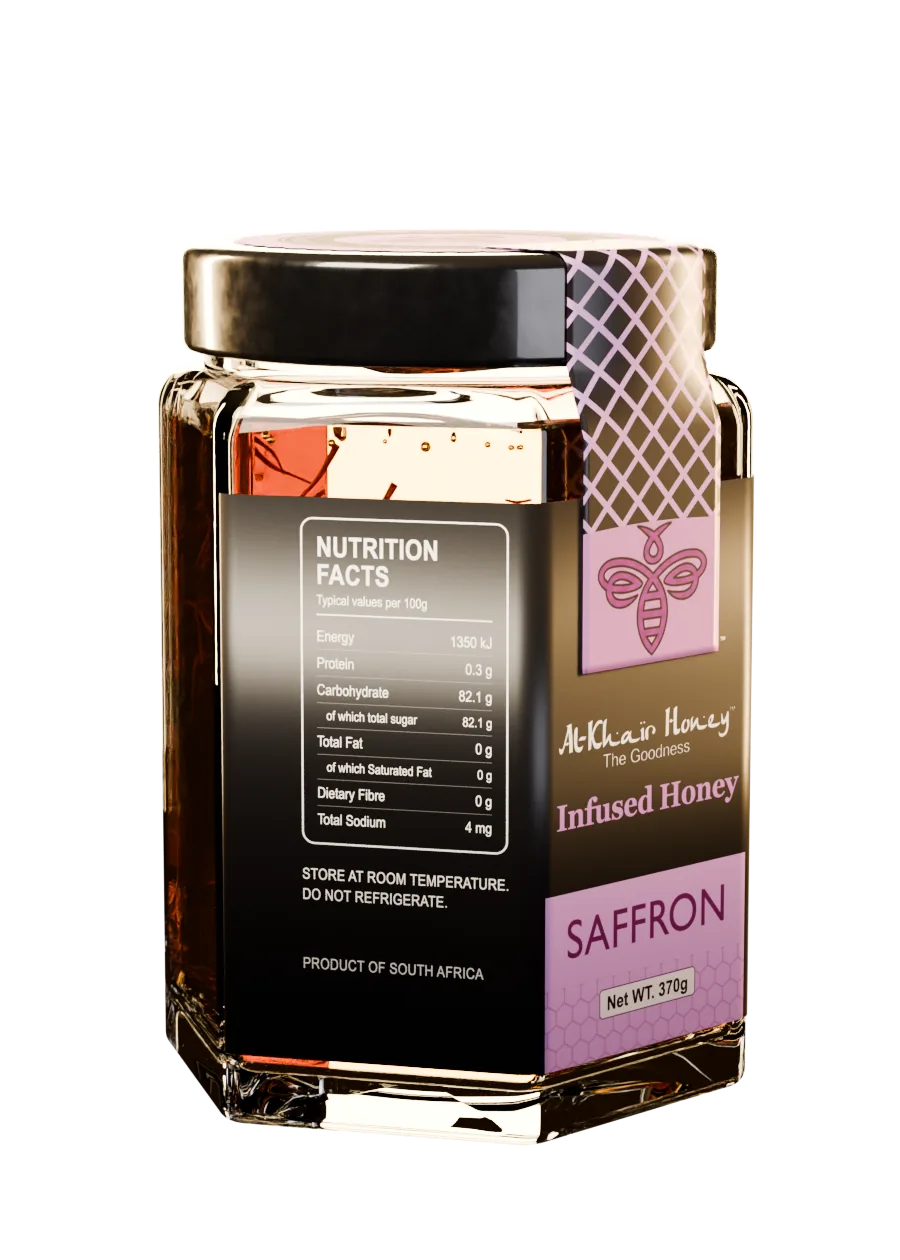 NUTRITION
FACTS
Typical values per 100g
Energy 1350 kJ
Protein 0.3 g
Carbohydrate 82.1 g
of which total sugar 82.1 g
Total Fat 0 g
of which Saturated Fat 0 g
Dietary Fibre 0 g
Total Sodium 4 mg
STORE AT ROOM TEMPERATURE.
DO NOT REFRIGERATE.
PRODUCT OF SOUTH AFRICA
™
Al-Khair Honey™
The Goodness
Infused Honey
SAFFRON
Net WT. 370g